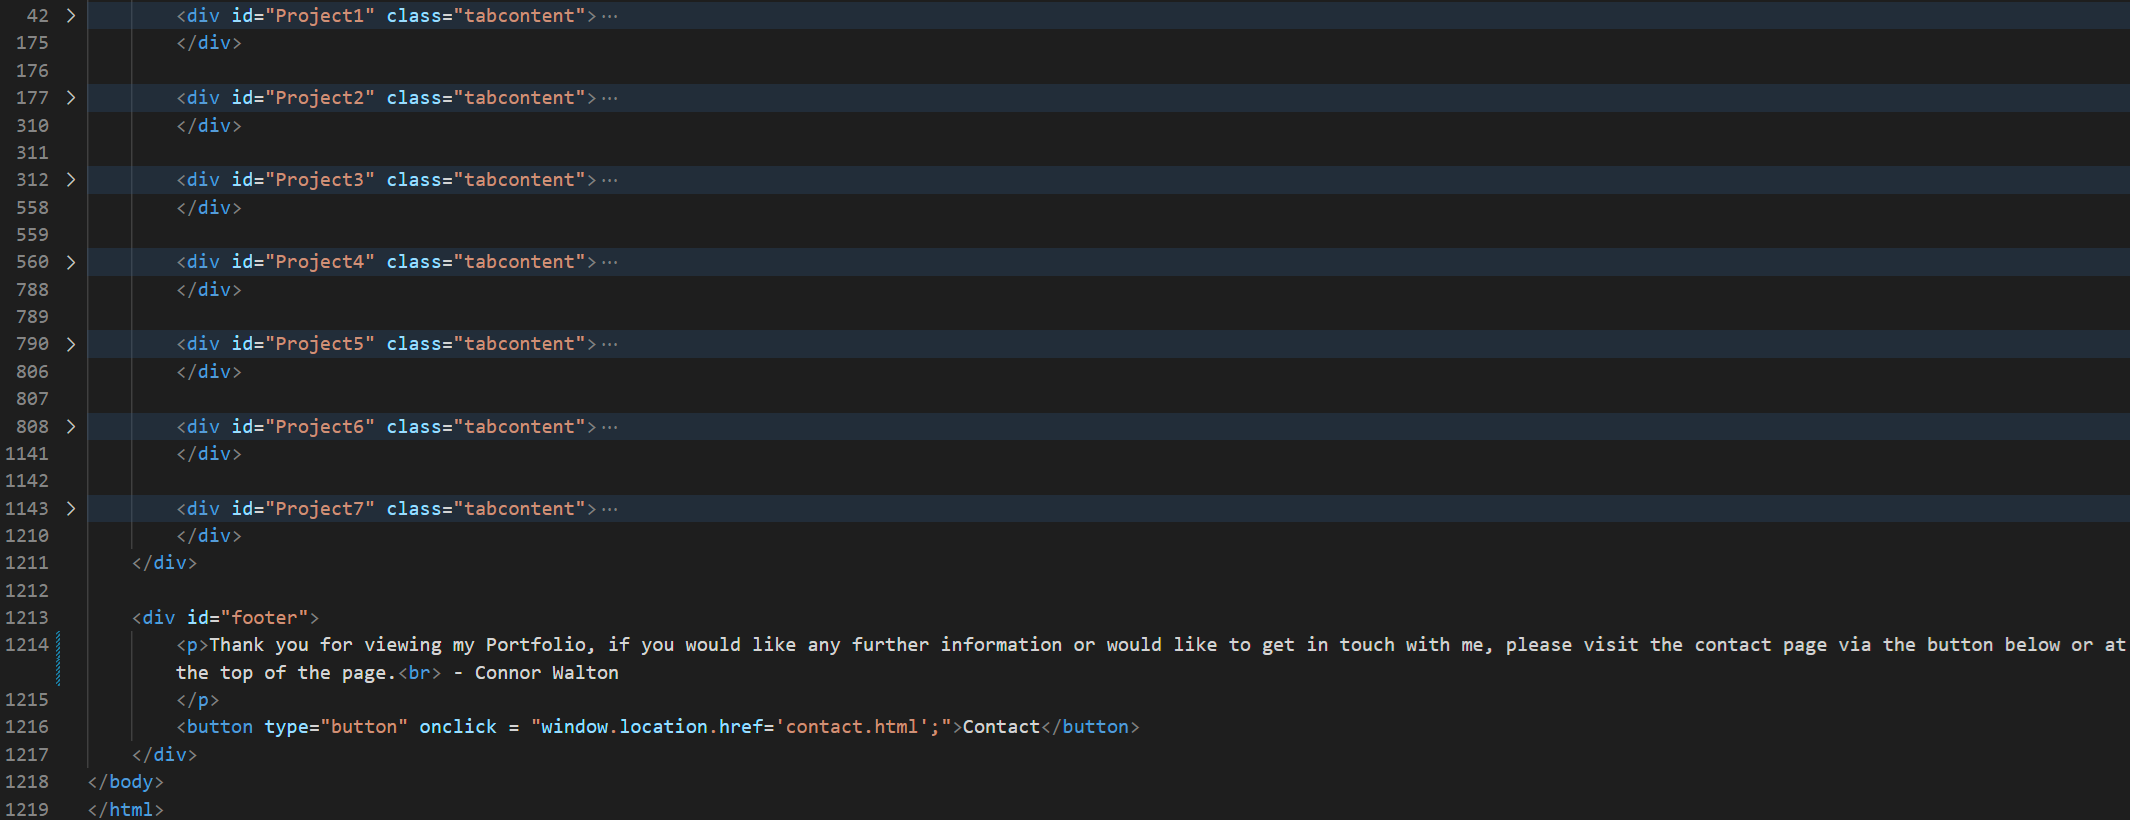 42 > <div id="Project1" class="tabcontent">···
175 </div>
176
177 > <div id="Project2" class="tabcontent">···
310 </div>
311
312 > <div id="Project3" class="tabcontent">···
558 </div>
559
560 > <div id="Project4" class="tabcontent">···
788 </div>
789
790 > <div id="Project5" class="tabcontent">···
806 </div>
807
808 > <div id="Project6" class="tabcontent">···
1141 </div>
1142
1143 > <div id="Project7" class="tabcontent">···
1210 </div>
1211 </div>
1212
1213 <div id="footer">
1214 <p>Thank you for viewing my Portfolio, if you would like any further information or would like to get in touch with me, please visit the contact page via the button below or at
the top of the page.<br> - Connor Walton
1215 </p>
1216 <button type="button" onclick = "window.location.href='contact.html';">Contact</button>
1217 </div>
1218 </body>
1219 </html>